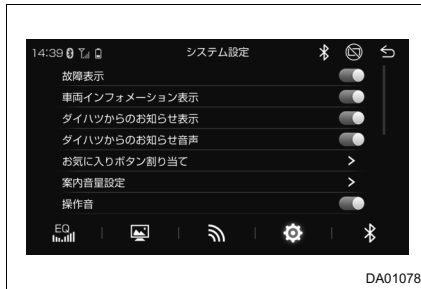 14:39 システム設定
故障表示
車両インフォメーション表示
ダイハツからのお知らせ表示
ダイハツからのお知らせ音声
お気に入りボタン割り当て
案内音量設定
操作音
EQ
DA01078